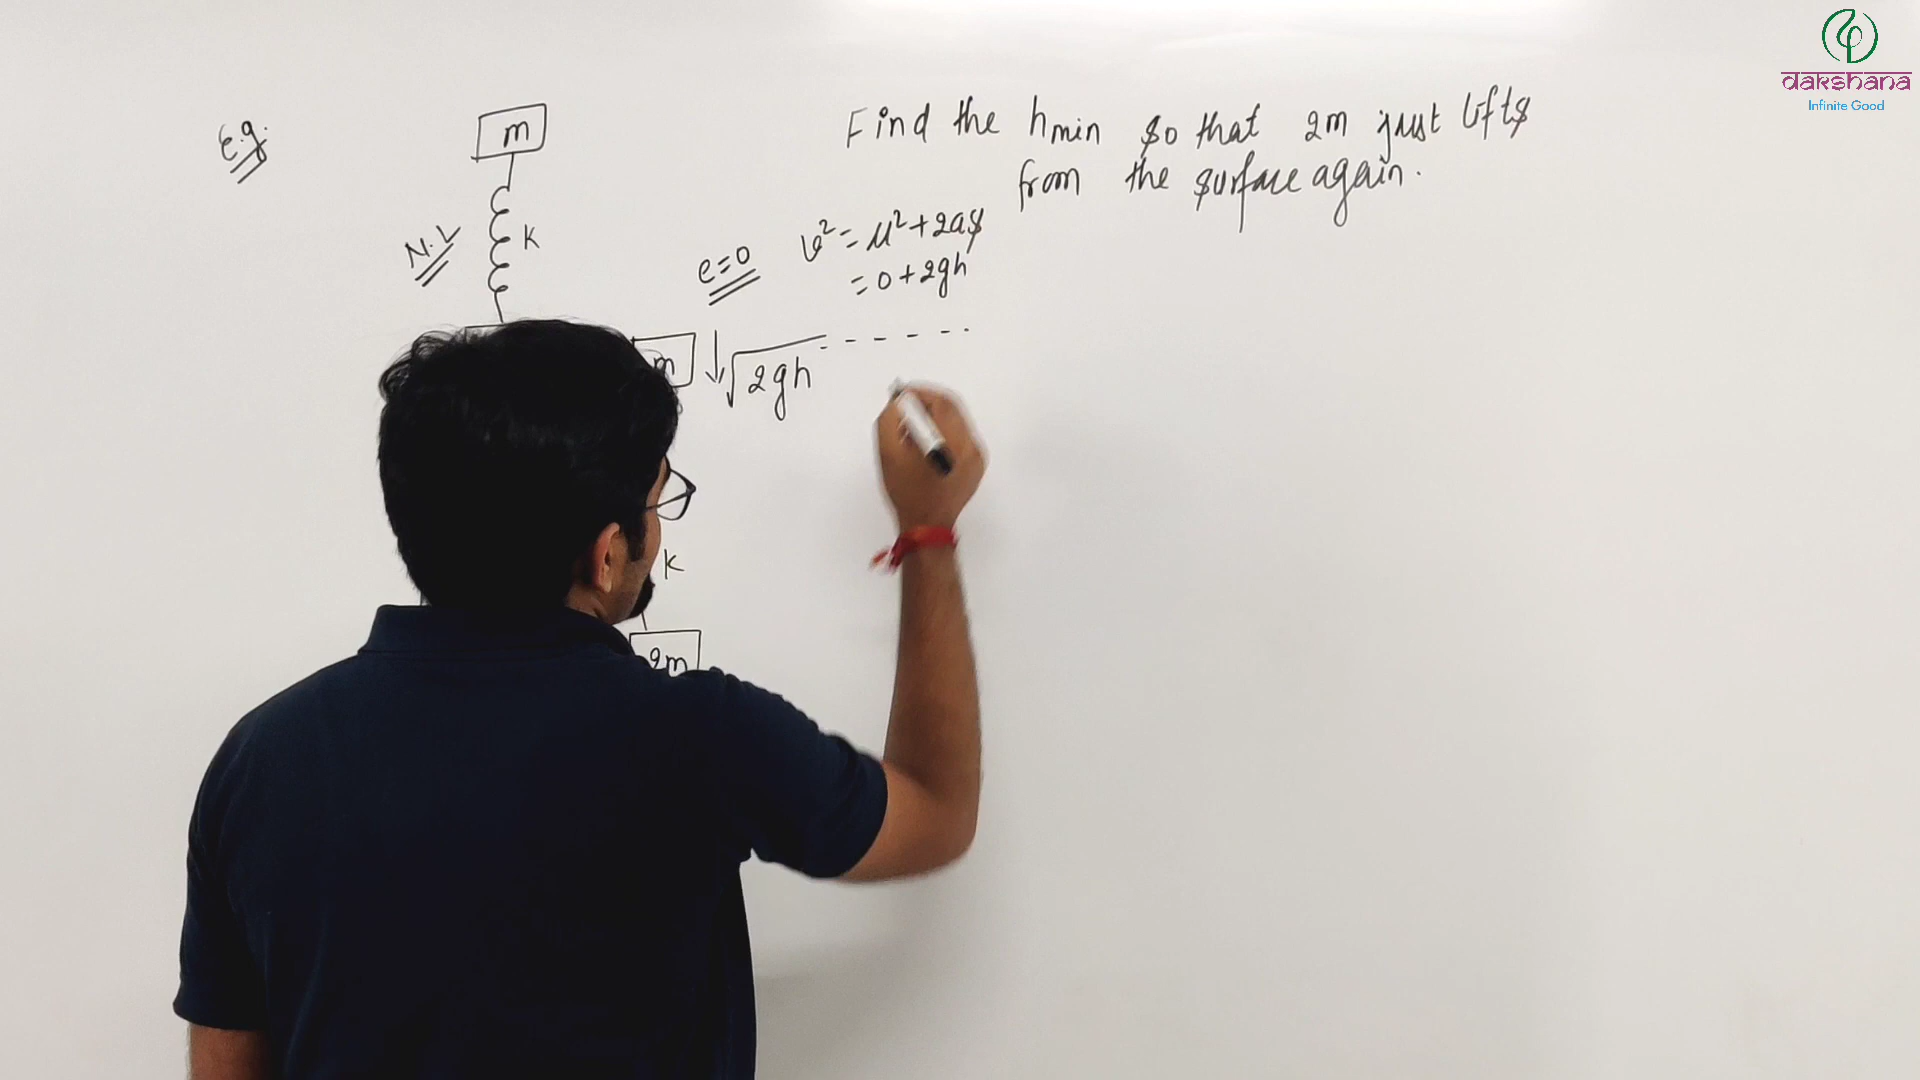 E.g.
m
N.L
K
Find the hmin so that 2m just lifts
from the surface again.
e=0
v²= u²+2as
= 0+2gh
m
√2gh
K
2m
dakshana
Infinite Good